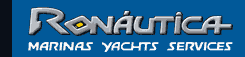 RONÁUTICA
MARINAS YACHTS SERVICES